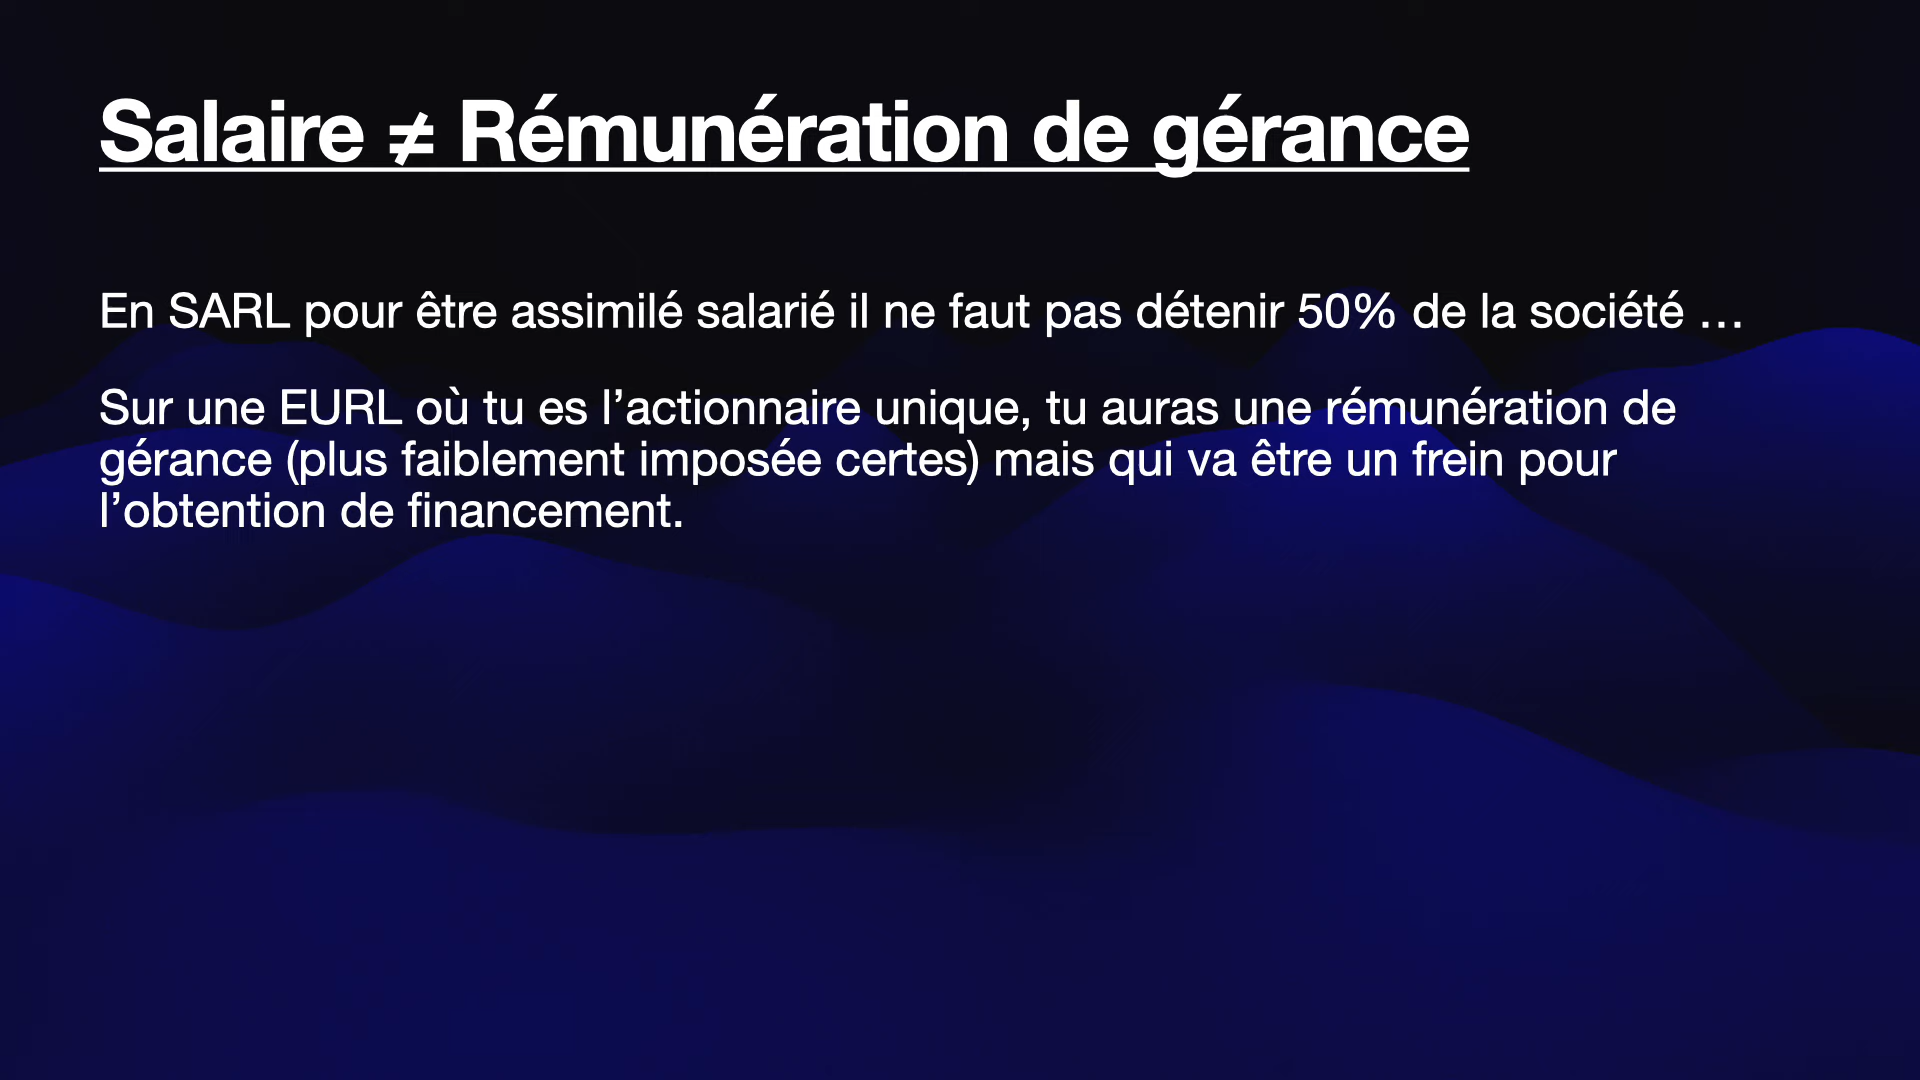 Salaire ≠ Rémunération de gérance
En SARL pour être assimilé salarié il ne faut pas détenir 50% de la société …
Sur une EURL où tu es l’actionnaire unique, tu auras une rémunération de
gérance (plus faiblement imposée certes) mais qui va être un frein pour
l’obtention de financement.